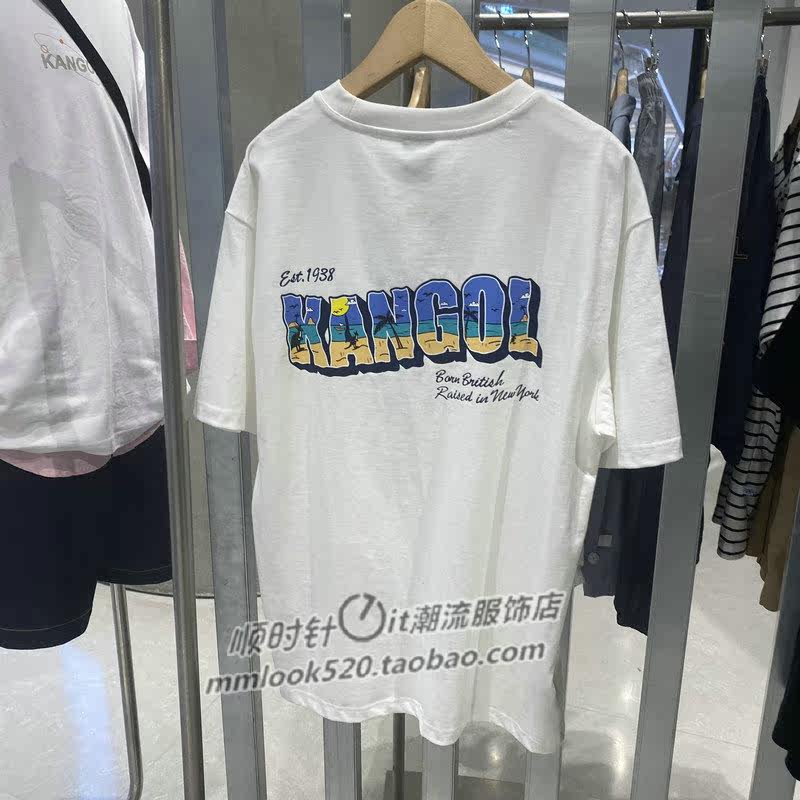 KANGO
Est.1938
KANGOL
Born British
Raised in New York
顺时针it潮流服饰店
mmlook520.taobao.com